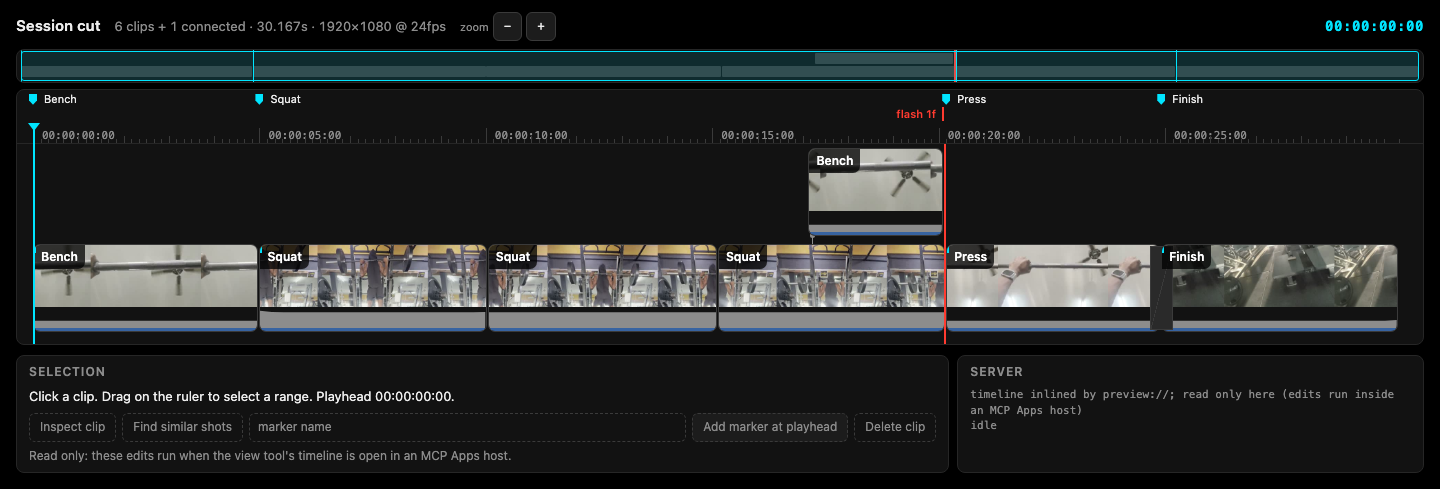 Session cut 6 clips + 1 connected · 30.167s · 1920×1080 @ 24fps zoom − + 00:00:00:00
Bench Squat Press Finish
flash 1f
00:00:00:00 00:00:05:00 00:00:10:00 00:00:15:00 00:00:20:00 00:00:25:00
Bench
Bench Squat Squat Squat Press Finish
SELECTION
Click a clip. Drag on the ruler to select a range. Playhead 00:00:00:00.
Inspect clip Find similar shots marker name Add marker at playhead Delete clip
Read only: these edits run when the view tool's timeline is open in an MCP Apps host.
SERVER
timeline inlined by preview://; read only here (edits run inside
an MCP Apps host)
idle